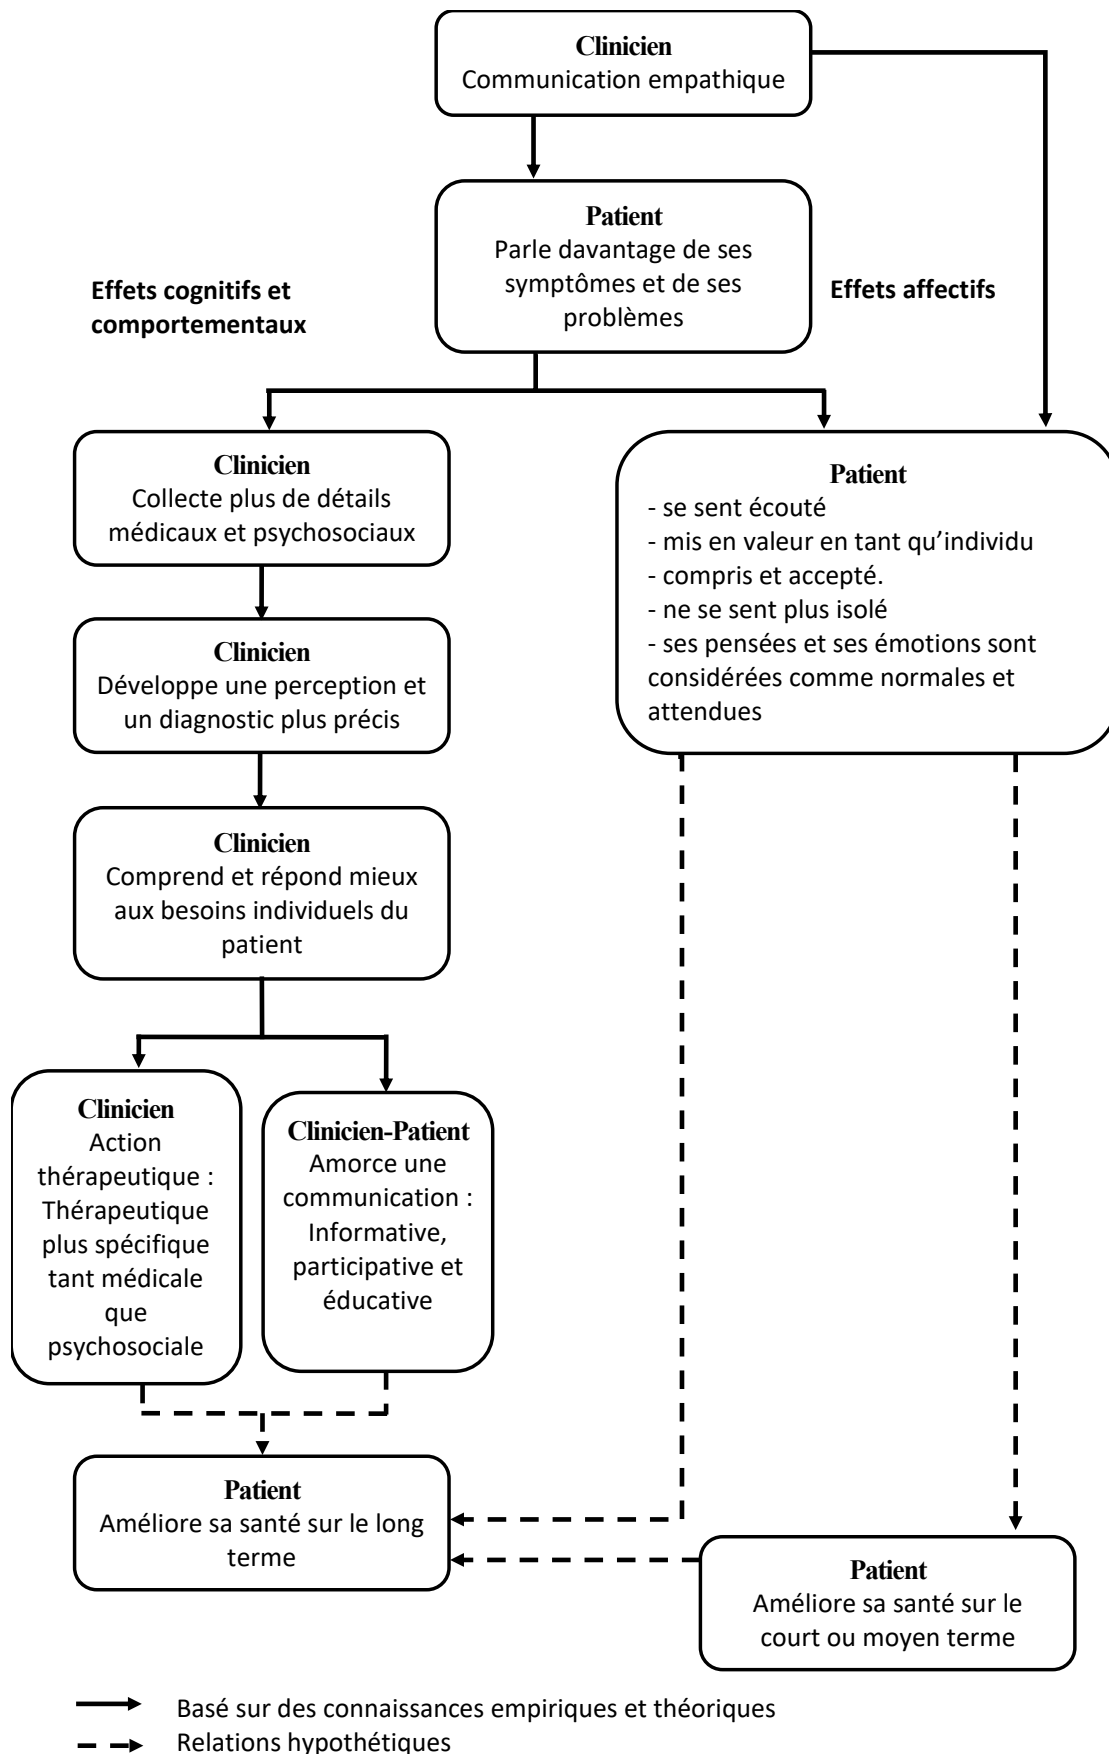 Clinicien
Communication empathique
Patient
Parle davantage de ses
symptômes et de ses
problèmes
Effets cognitifs et
comportementaux
Effets affectifs
Clinicien
Collecte plus de détails
médicaux et psychosociaux
Patient
- se sent écouté
- mis en valeur en tant qu’individu
- compris et accepté.
- ne se sent plus isolé
- ses pensées et ses émotions sont
considérées comme normales et
attendues
Clinicien
Développe une perception et
un diagnostic plus précis
Clinicien
Comprend et répond mieux
aux besoins individuels du
patient
Clinicien
Action
thérapeutique :
Thérapeutique
plus spécifique
tant médicale
que
psychosociale
Clinicien-Patient
Amorce une
communication :
Informative,
participative et
éducative
Patient
Améliore sa santé sur le long
terme
Patient
Améliore sa santé sur le
court ou moyen terme
Basé sur des connaissances empiriques et théoriques
Relations hypothétiques